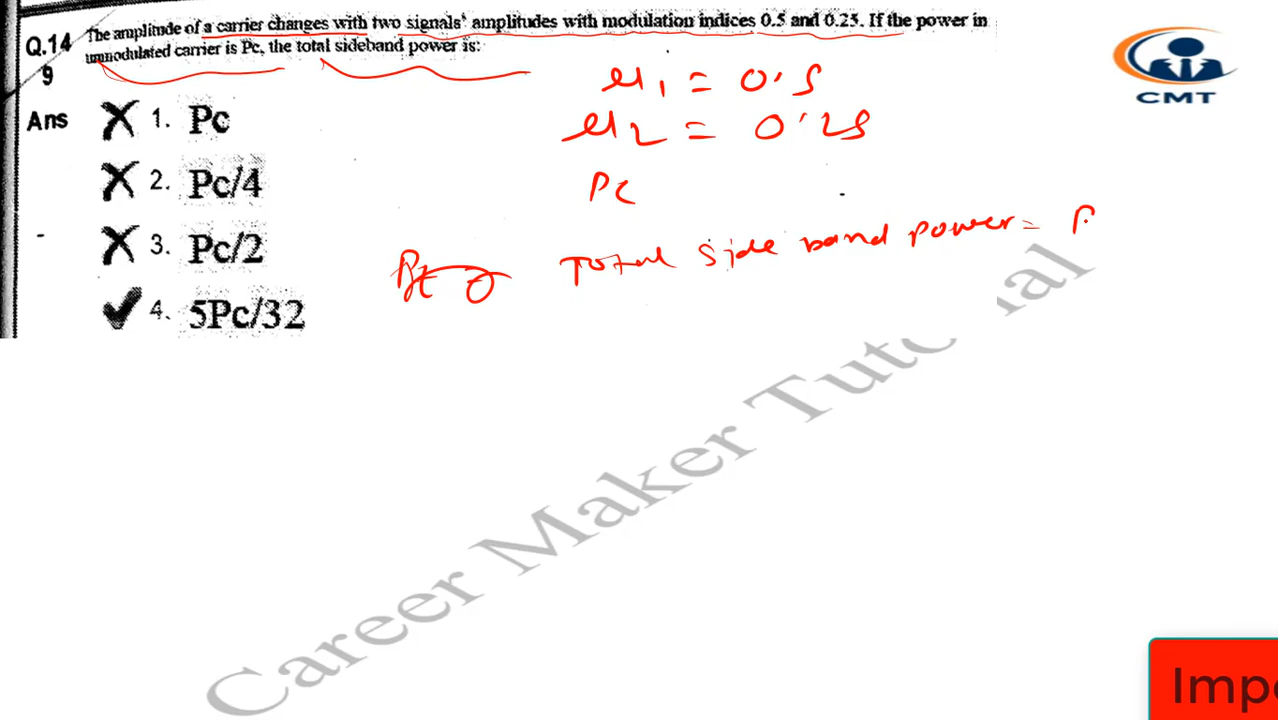 Q.14
9
The amplitude of a carrier changes with two signals' amplitudes with modulation indices 0.5 and 0.25. If the power in
unmodulated carrier is Pc, the total sideband power is:
CMT
Ans
1. Pc
2. Pc/4
3. Pc/2
4. 5Pc/32
μ1 = 0.5
μ2 = 0.25
Pc
Pt
Total side band power = P
Career Maker Tutorial
Impo